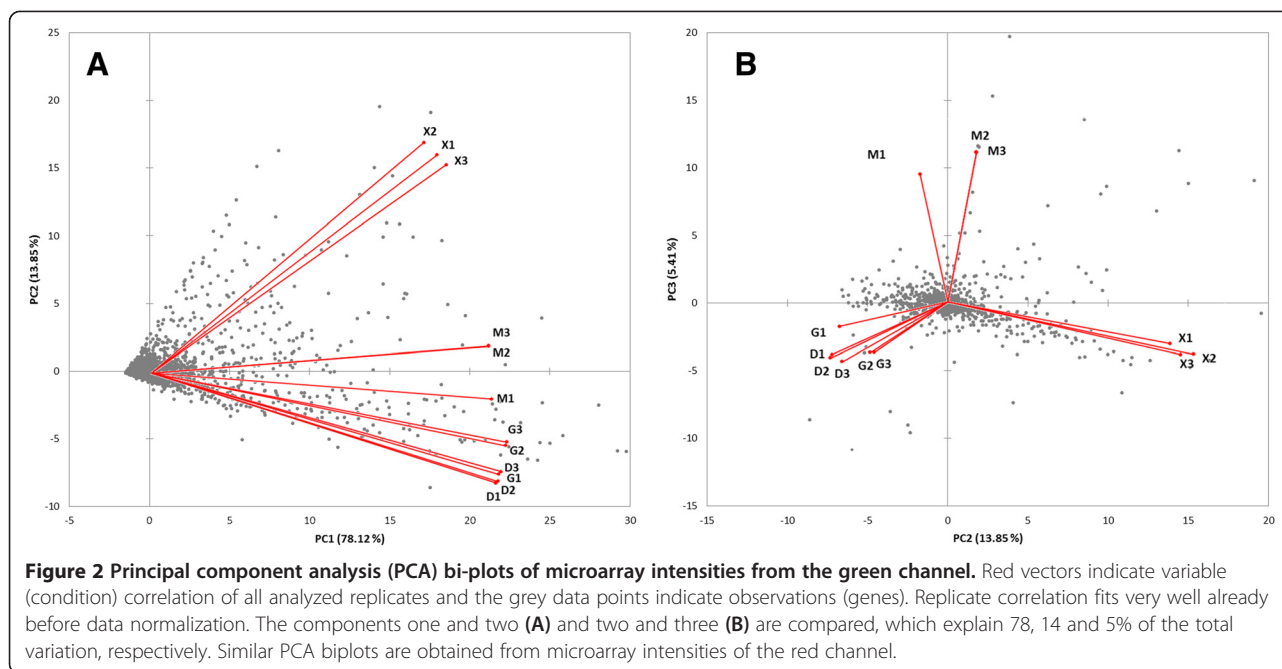 A
25
20
15
10
5
0
-5
-10
-5
0
5
10
15
20
25
30
PC2 (13.85%)
PC1 (78.12%)
X2
X1
X3
M3
M2
M1
G3
G2
D3
G1
D2
D1
B
20
15
10
5
0
-5
-10
-15
-15
-10
-5
0
5
10
15
20
PC3 (5.41%)
PC2 (13.85%)
M2
M1
M3
G1
D1
D2
D3
G2
G3
X1
X3
X2
Figure 2 Principal component analysis (PCA) bi-plots of microarray intensities from the green channel. Red vectors indicate variable
(condition) correlation of all analyzed replicates and the grey data points indicate observations (genes). Replicate correlation fits very well already
before data normalization. The components one and two (A) and two and three (B) are compared, which explain 78, 14 and 5% of the total
variation, respectively. Similar PCA biplots are obtained from microarray intensities of the red channel.